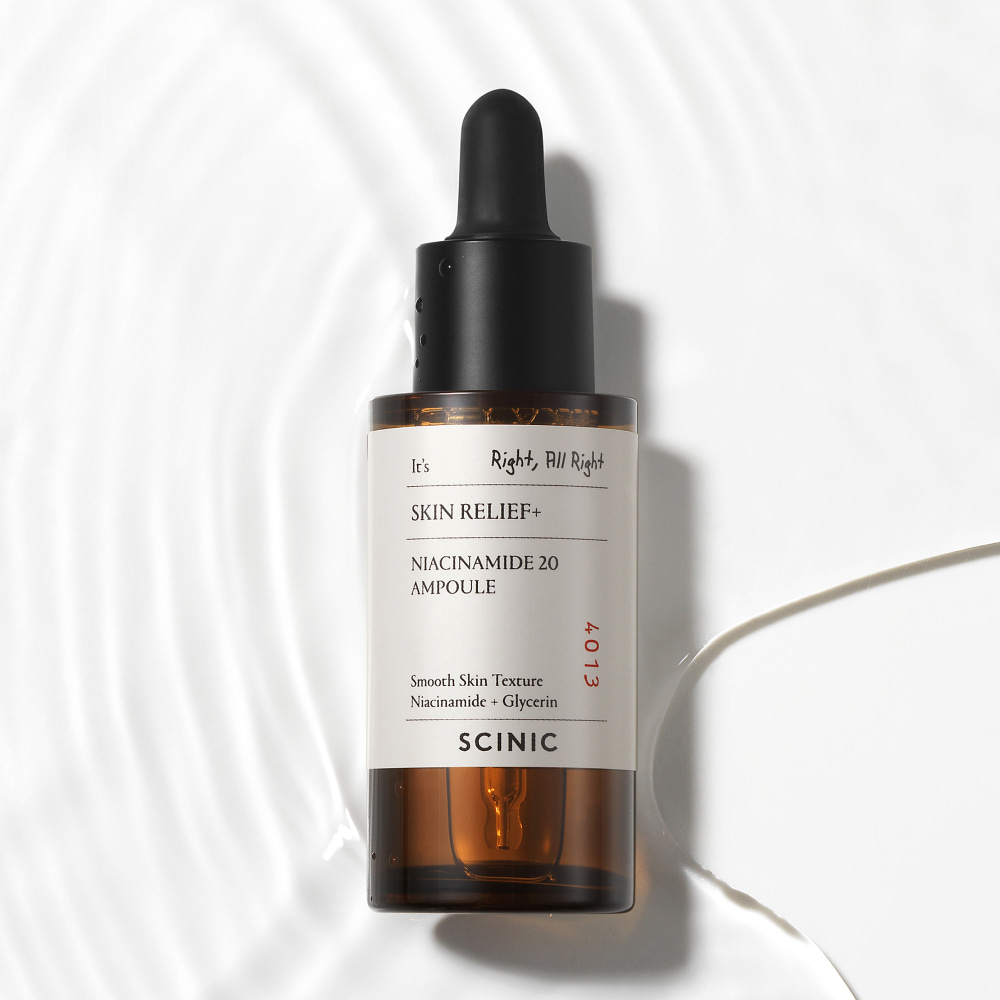 It's Right, All Right
SKIN RELIEF+
NIACINAMIDE 20
AMPOULE
4013
Smooth Skin Texture
Niacinamide + Glycerin
SCINIC